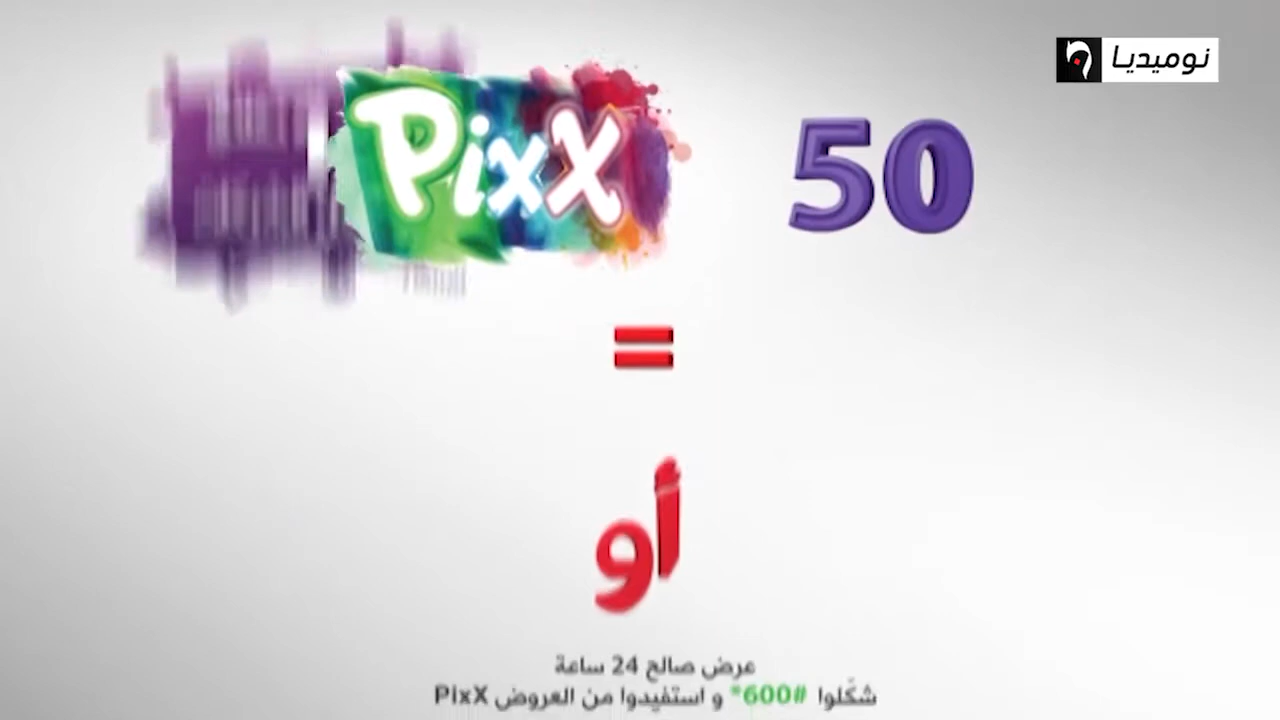 نوميديا
PixX 50
=
أو
عرض صالح 24 ساعة
شكّلوا #600* و استفيدوا من العروض PixX